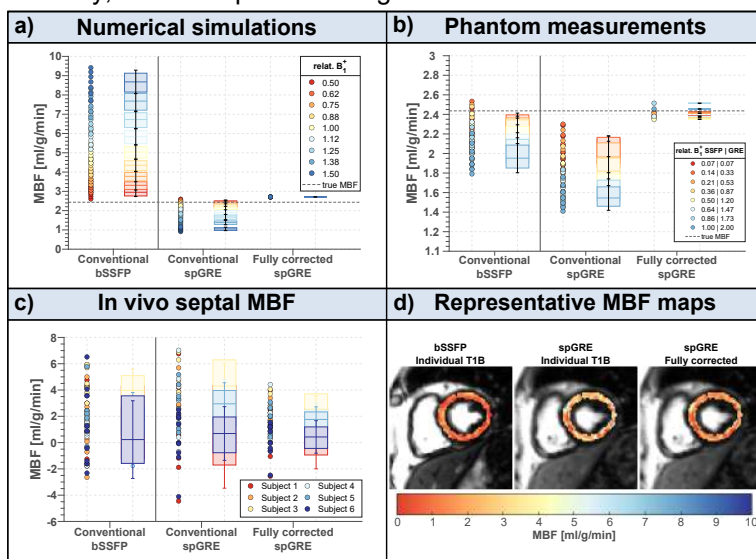 a) Numerical simulations
b) Phantom measurements
MBF [ml/g/min]
10
9
8
7
6
5
4
3
2
1
0
relat. B1+
0.50
0.62
0.75
0.88
1.00
1.12
1.25
1.38
1.50
true MBF
Conventional bSSFP
Conventional spGRE
Fully corrected spGRE
MBF [ml/g/min]
3
2.8
2.6
2.4
2.2
2
1.8
1.6
1.4
1.3
1.1
relat. B1+ SSFP | GRE
0.07 | 0.07
0.14 | 0.33
0.21 | 0.53
0.36 | 0.87
0.50 | 1.20
0.64 | 1.47
0.86 | 1.73
1.00 | 2.00
true MBF
Conventional bSSFP
Conventional spGRE
Fully corrected spGRE
c) In vivo septal MBF
d) Representative MBF maps
MBF [ml/g/min]
8
6
4
2
0
-2
-4
-6
Subject 1
Subject 2
Subject 3
Subject 4
Subject 5
Subject 6
Conventional bSSFP
Conventional spGRE
Fully corrected spGRE
bSSFP
Individual T1B
spGRE
Individual T1B
spGRE
Fully corrected
0 1 2 3 4 5 6 7 8 9 10
MBF [ml/g/min]